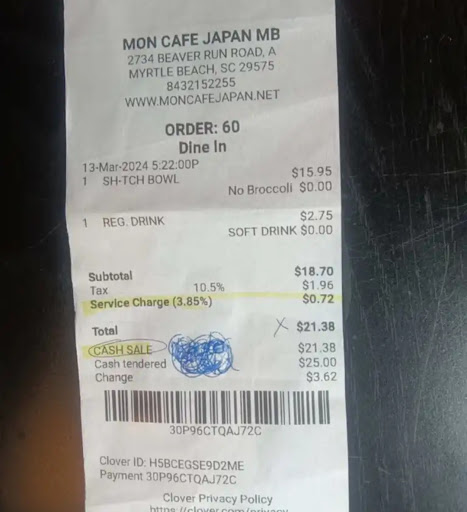 MON CAFE JAPAN MB
2734 BEAVER RUN ROAD, A
MYRTLE BEACH, SC 29575
8432152255
WWW.MONCAFEJAPAN.NET
ORDER: 60
Dine In
13-Mar-2024 5:22:00P
1 SH-TCH BOWL $15.95
No Broccoli $0.00
1 REG. DRINK $2.75
SOFT DRINK $0.00
Subtotal $18.70
Tax 10.5% $1.96
Service Charge (3.85%) $0.72
Total X $21.38
CASH SALE $21.38
Cash tendered $25.00
Change $3.62
30P96CTQAJ72C
Clover ID: H5BCEGSE9D2ME
Payment 30P96CTQAJ72C
Clover Privacy Policy
https://clover.com/privacy